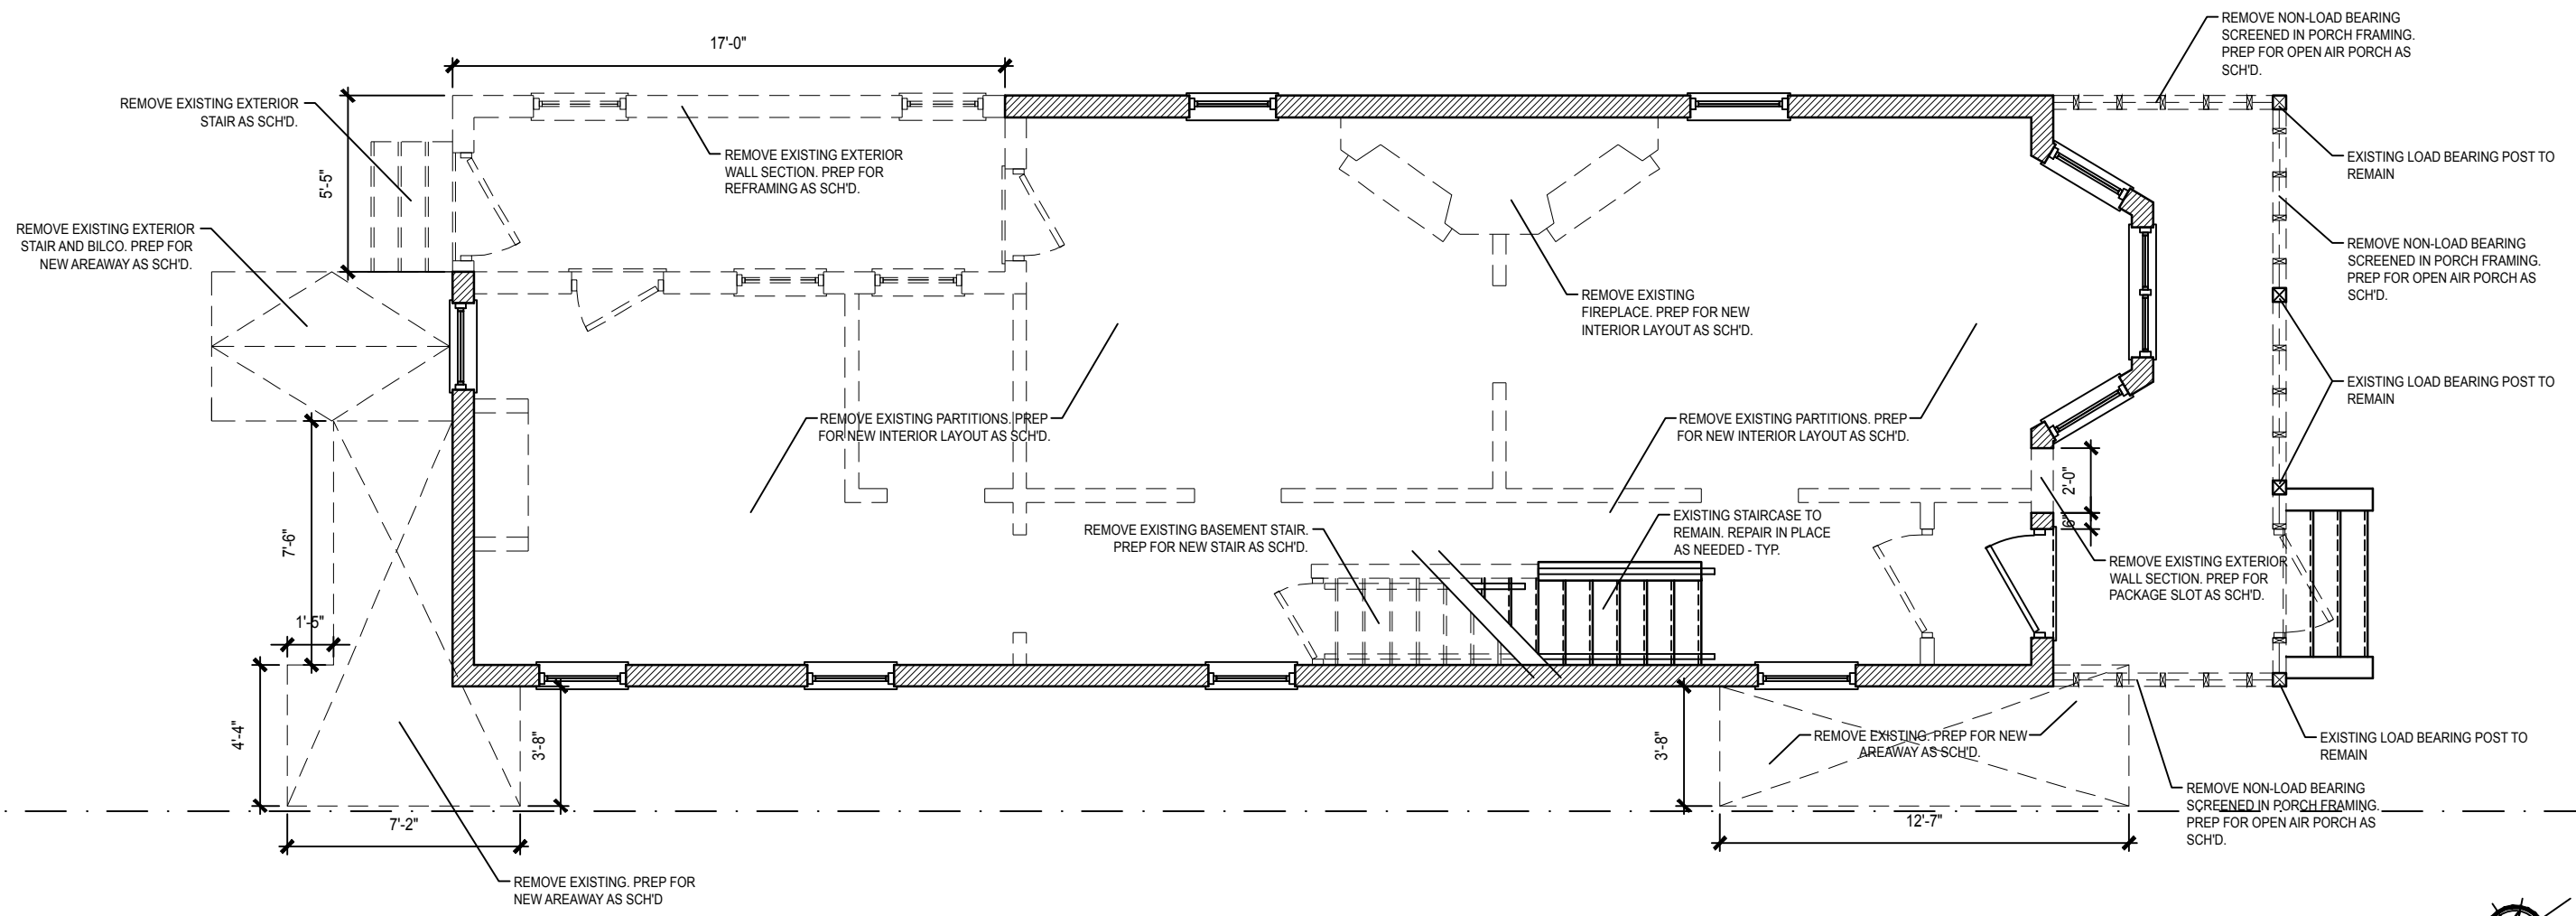 REMOVE NON-LOAD BEARING
SCREENED IN PORCH FRAMING.
PREP FOR OPEN AIR PORCH AS
SCH'D.
17'-0"
REMOVE EXISTING EXTERIOR
STAIR AS SCH'D.
5'-5"
REMOVE EXISTING EXTERIOR
WALL SECTION. PREP FOR
REFRAMING AS SCH'D.
EXISTING LOAD BEARING POST TO
REMAIN
REMOVE EXISTING EXTERIOR
STAIR AND BILCO. PREP FOR
NEW AREAWAY AS SCH'D.
REMOVE NON-LOAD BEARING
SCREENED IN PORCH FRAMING.
PREP FOR OPEN AIR PORCH AS
SCH'D.
REMOVE EXISTING
FIREPLACE. PREP FOR NEW
INTERIOR LAYOUT AS SCH'D.
EXISTING LOAD BEARING POST TO
REMAIN
REMOVE EXISTING PARTITIONS. PREP
FOR NEW INTERIOR LAYOUT AS SCH'D.
REMOVE EXISTING PARTITIONS. PREP
FOR NEW INTERIOR LAYOUT AS SCH'D.
2'-0"
6"
7'-6"
REMOVE EXISTING BASEMENT STAIR.
PREP FOR NEW STAIR AS SCH'D.
EXISTING STAIRCASE TO
REMAIN. REPAIR IN PLACE
AS NEEDED - TYP.
REMOVE EXISTING EXTERIOR
WALL SECTION. PREP FOR
PACKAGE SLOT AS SCH'D.
1'-5"
4'-4"
3'-8"
3'-8"
REMOVE EXISTING. PREP FOR NEW
AREAWAY AS SCH'D.
EXISTING LOAD BEARING POST TO
REMAIN
REMOVE NON-LOAD BEARING
SCREENED IN PORCH FRAMING.
PREP FOR OPEN AIR PORCH AS
SCH'D.
7'-2"
12'-7"
REMOVE EXISTING. PREP FOR
NEW AREAWAY AS SCH'D